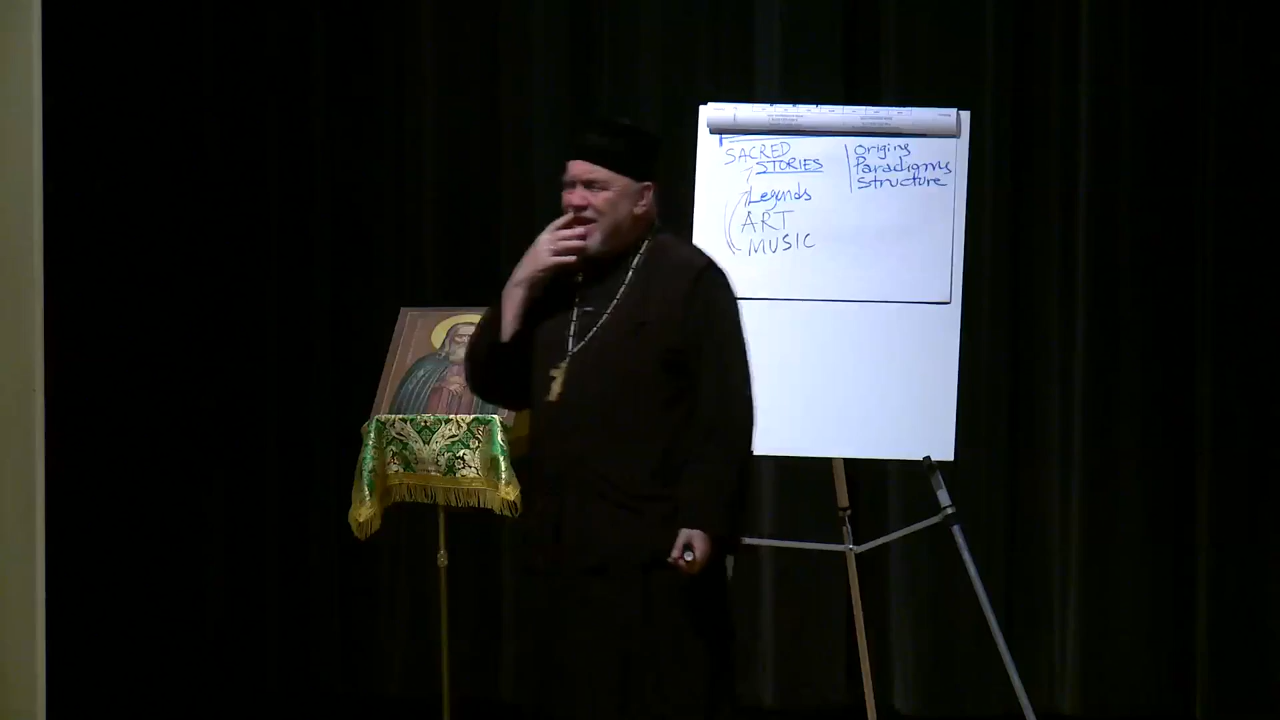 SACRED
STORIES
Legends
ART
MUSIC
Origins
Paradigms
Structure